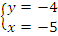 y = −4
x = −5